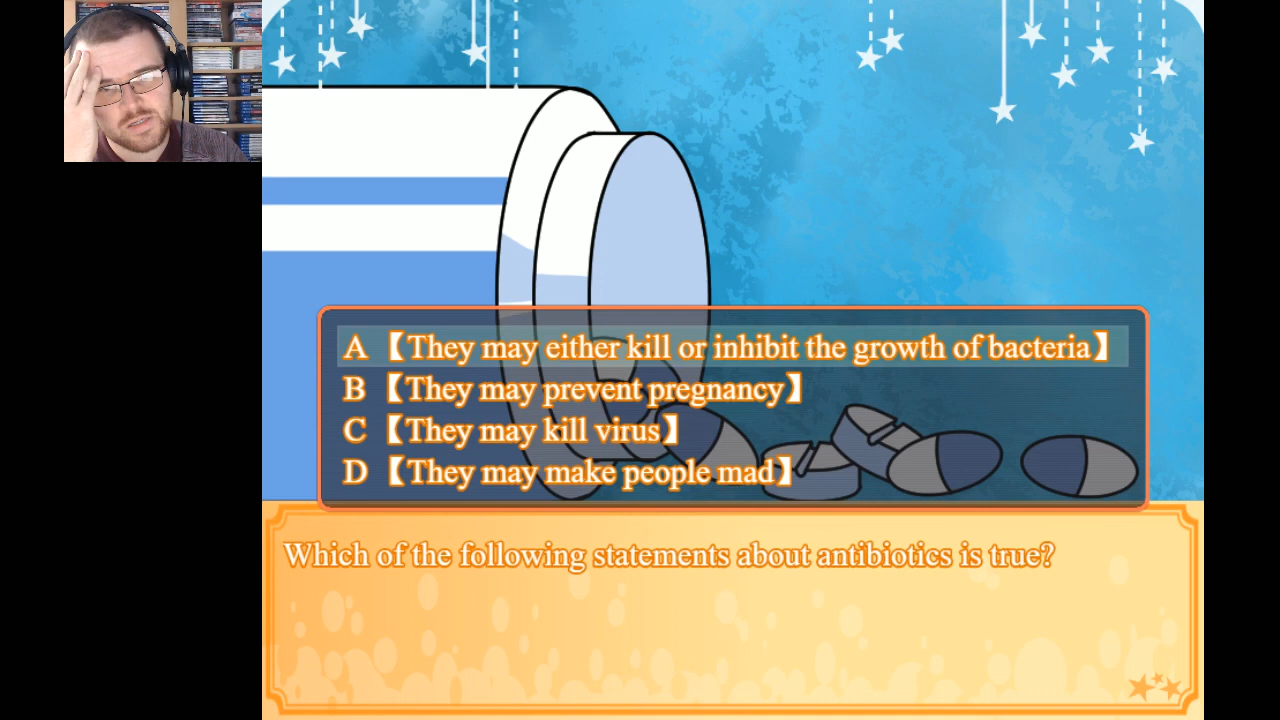 A 【They may either kill or inhibit the growth of bacteria】
B 【They may prevent pregnancy】
C 【They may kill virus】
D 【They may make people mad】
Which of the following statements about antibiotics is true?